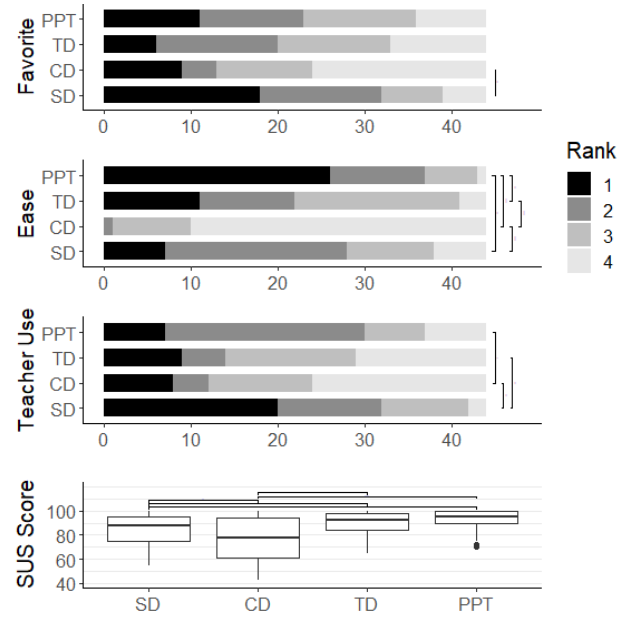 Favorite
PPT
TD
CD
SD
0 10 20 30 40
Ease
PPT
TD
CD
SD
0 10 20 30 40
Teacher Use
PPT
TD
CD
SD
0 10 20 30 40
SUS Score
100
80
60
40
SD CD TD PPT
Rank
1
2
3
4